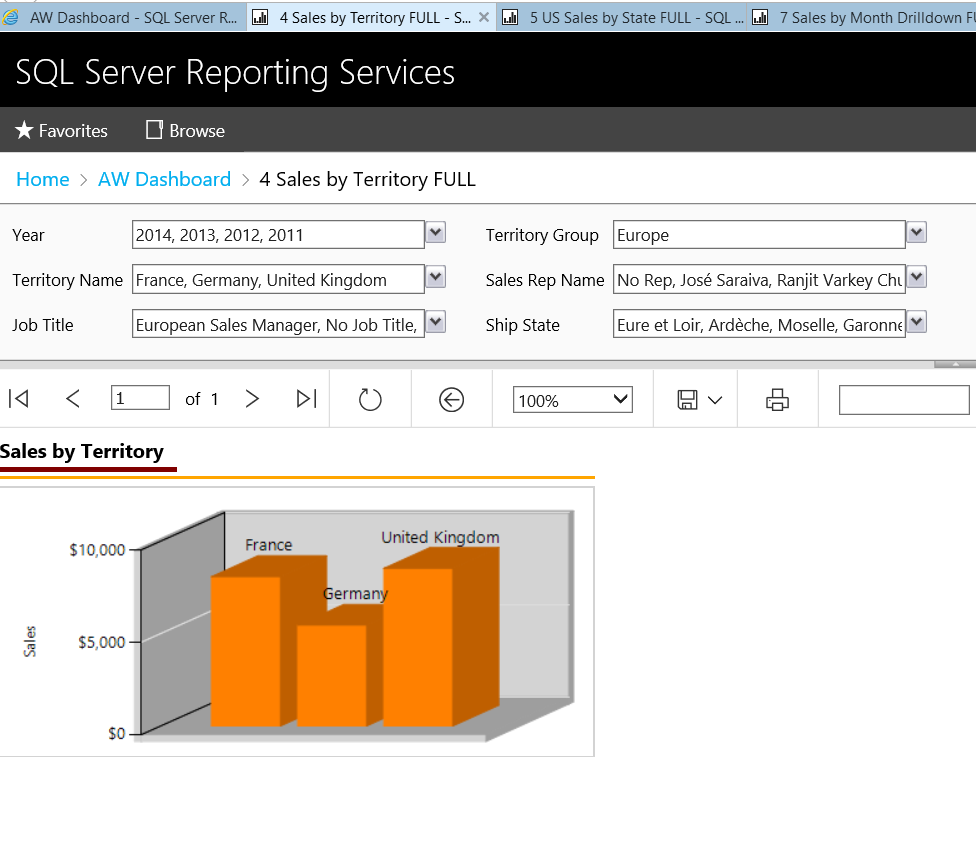 AW Dashboard - SQL Server R...
4 Sales by Territory FULL - S...
5 US Sales by State FULL - SQL ...
7 Sales by Month Drilldown
SQL Server Reporting Services
Favorites
Browse
Home > AW Dashboard > 4 Sales by Territory FULL
Year 2014, 2013, 2012, 2011 Territory Group Europe
Territory Name France, Germany, United Kingdom Sales Rep Name No Rep, José Saraiva, Ranjit Varkey Chu
Job Title European Sales Manager, No Job Title, Ship State Eure et Loir, Ardèche, Moselle, Garonne
1 of 1 100%
Sales by Territory
United Kingdom
France
$10,000
Germany
Sales
$5,000
$0